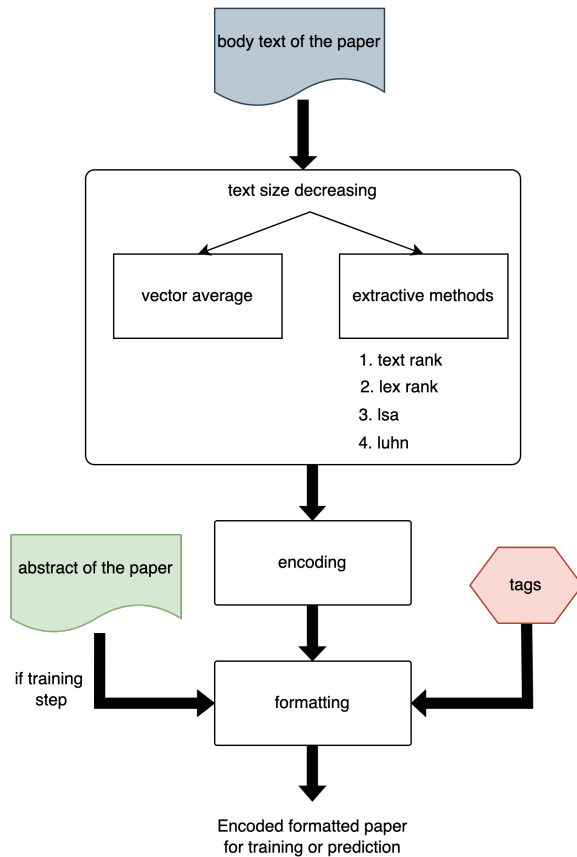 body text of the paper
text size decreasing
vector average
extractive methods
1. text rank
2. lex rank
3. lsa
4. luhn
encoding
abstract of the paper
tags
if training
step
formatting
Encoded formatted paper
for training or prediction